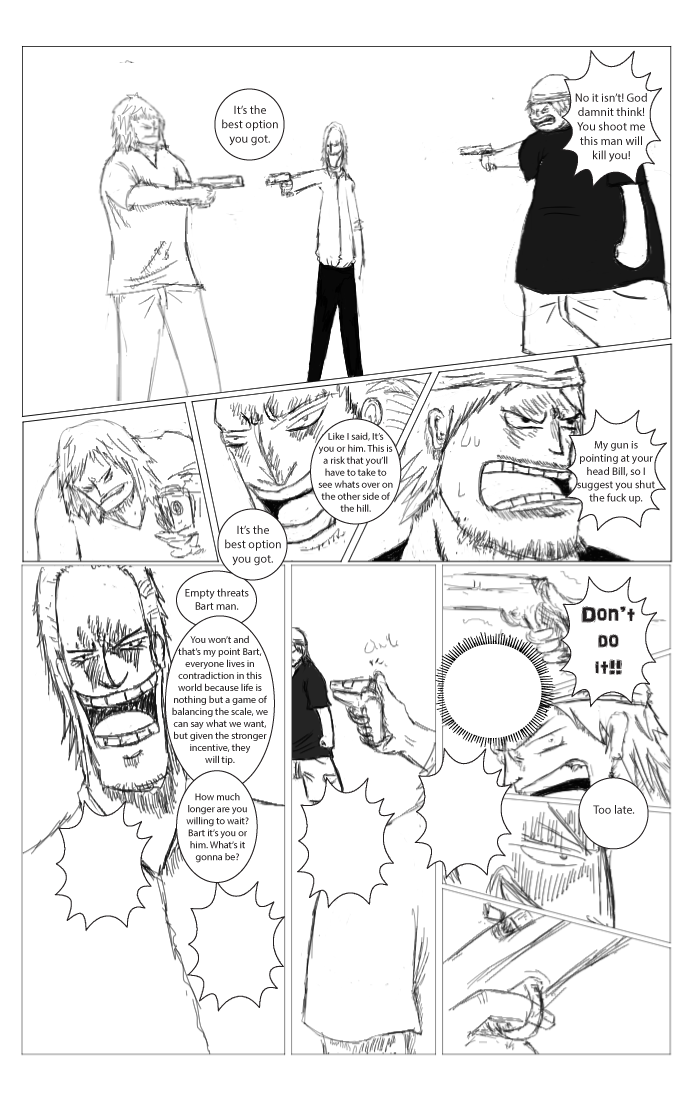 It's the
best option
you got.
No it isn't! God
damnit think!
You shoot me
this man will
kill you!
Like I said, It's
you or him. This is
a risk that you'll
have to take to
see whats over on
the other side of
the hill.
My gun is
pointing at your
head Bill, so I
suggest you shut
the fuck up.
It's the
best option
you got.
Empty threats
Bart man.
You won't and
that's my point Bart,
everyone lives in
contradiction in this
world because life is
nothing but a game of
balancing the scale, we
can say what we want,
but given the stronger
incentive, they
will tip.
How much
longer are you
willing to wait?
Bart it's you or
him. What's it
gonna be?
Don't
DO
it!!
Too late.